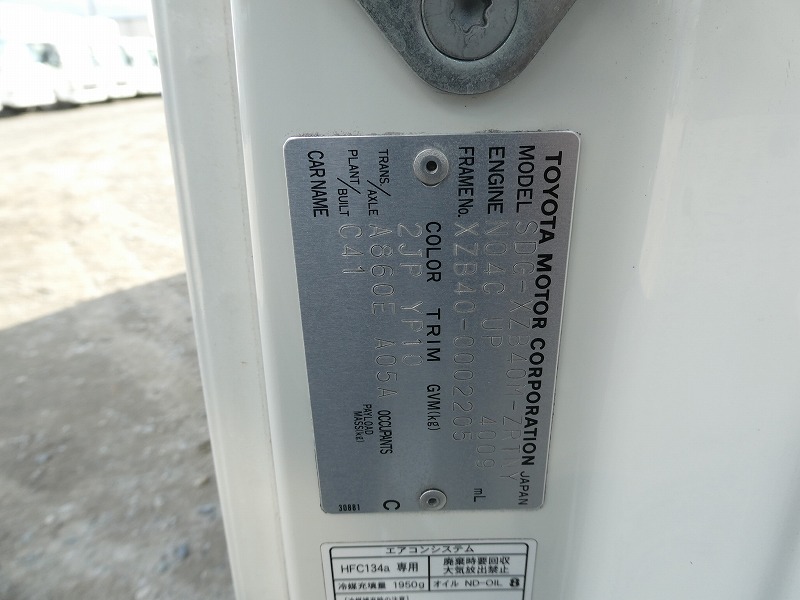 TOYOTA MOTOR CORPORATION JAPAN
MODEL
ENGINE N04C UP 4009 mL
FRAME No. XZB40-0002205
COLOR TRIM GVM(kg)
2JP YP10
TRANS/AXLE A860E A05A OCCUPANTS
PAYLOAD MASS(kg)
PLANT/BUILT C41
CAR NAME
30881 C
エアコンシステム
HFC134a 専用 廃棄時要回収
大気放出禁止
冷媒充填量 1950g オイル ND-OIL 8